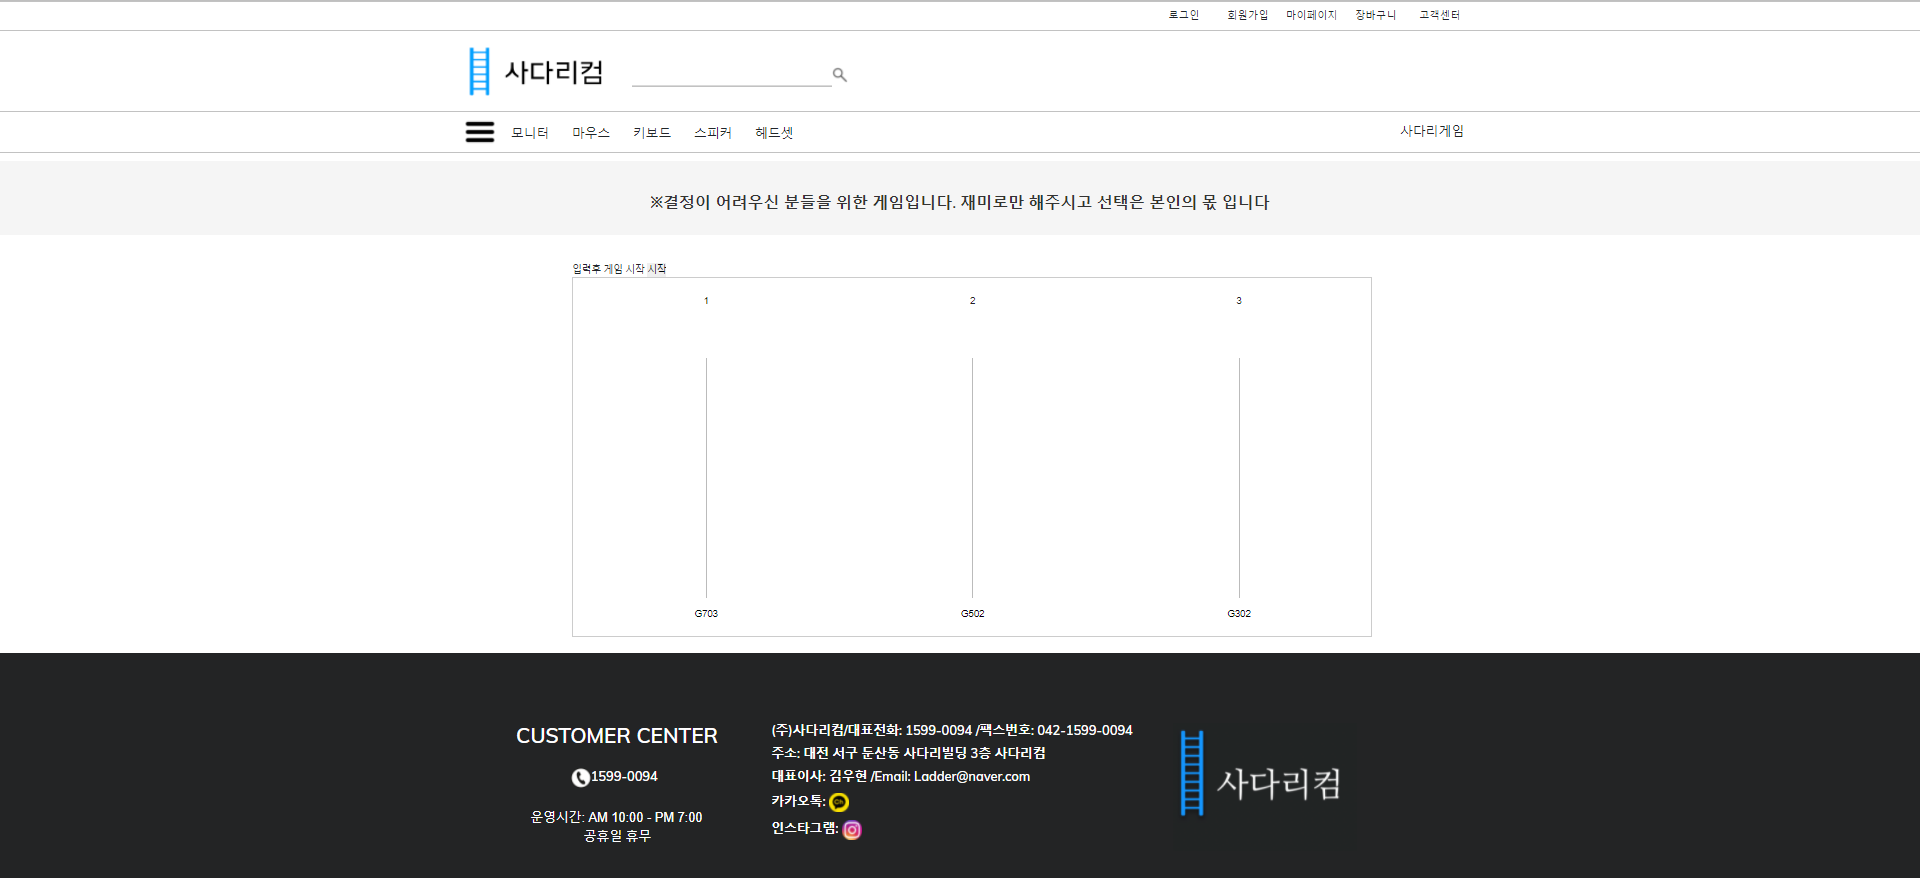 로그인 회원가입 마이페이지 장바구니 고객센터
사다리컴
모니터 마우스 키보드 스피커 헤드셋 사다리게임
※결정이 어려우신 분들을 위한 게임입니다. 재미로만 해주시고 선택은 본인의 몫 입니다
입력후 게임 시작 시작
1 2 3
G703 G502 G302
CUSTOMER CENTER
1599-0094
운영시간: AM 10:00 - PM 7:00
공휴일 휴무
(주)사다리컴/대표전화: 1599-0094 /팩스번호: 042-1599-0094
주소: 대전 서구 둔산동 사다리빌딩 3층 사다리컴
대표이사: 김우현 /Email: Ladder@naver.com
카카오톡:
인스타그램:
사다리컴